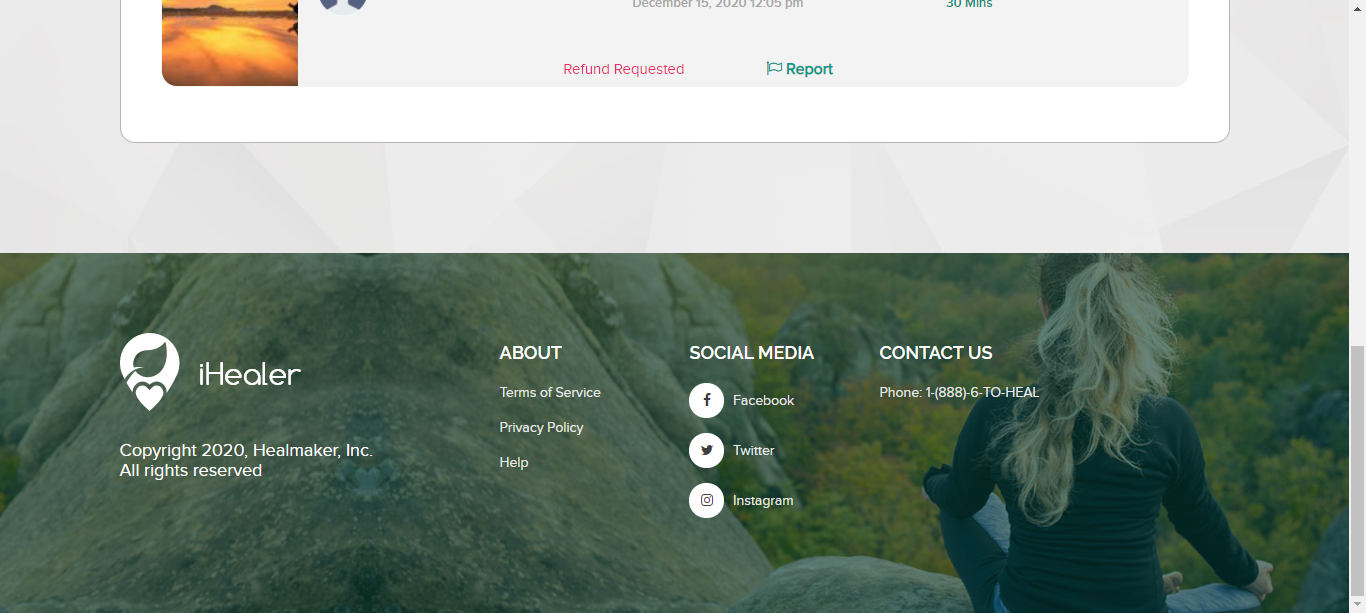 December 15, 2020 12:05 pm
30 Mins
Refund Requested
Report
iHealer
Copyright 2020, Healmaker, Inc.
All rights reserved
ABOUT
Terms of Service
Privacy Policy
Help
SOCIAL MEDIA
Facebook
Twitter
Instagram
CONTACT US
Phone: 1-(888)-6-TO-HEAL